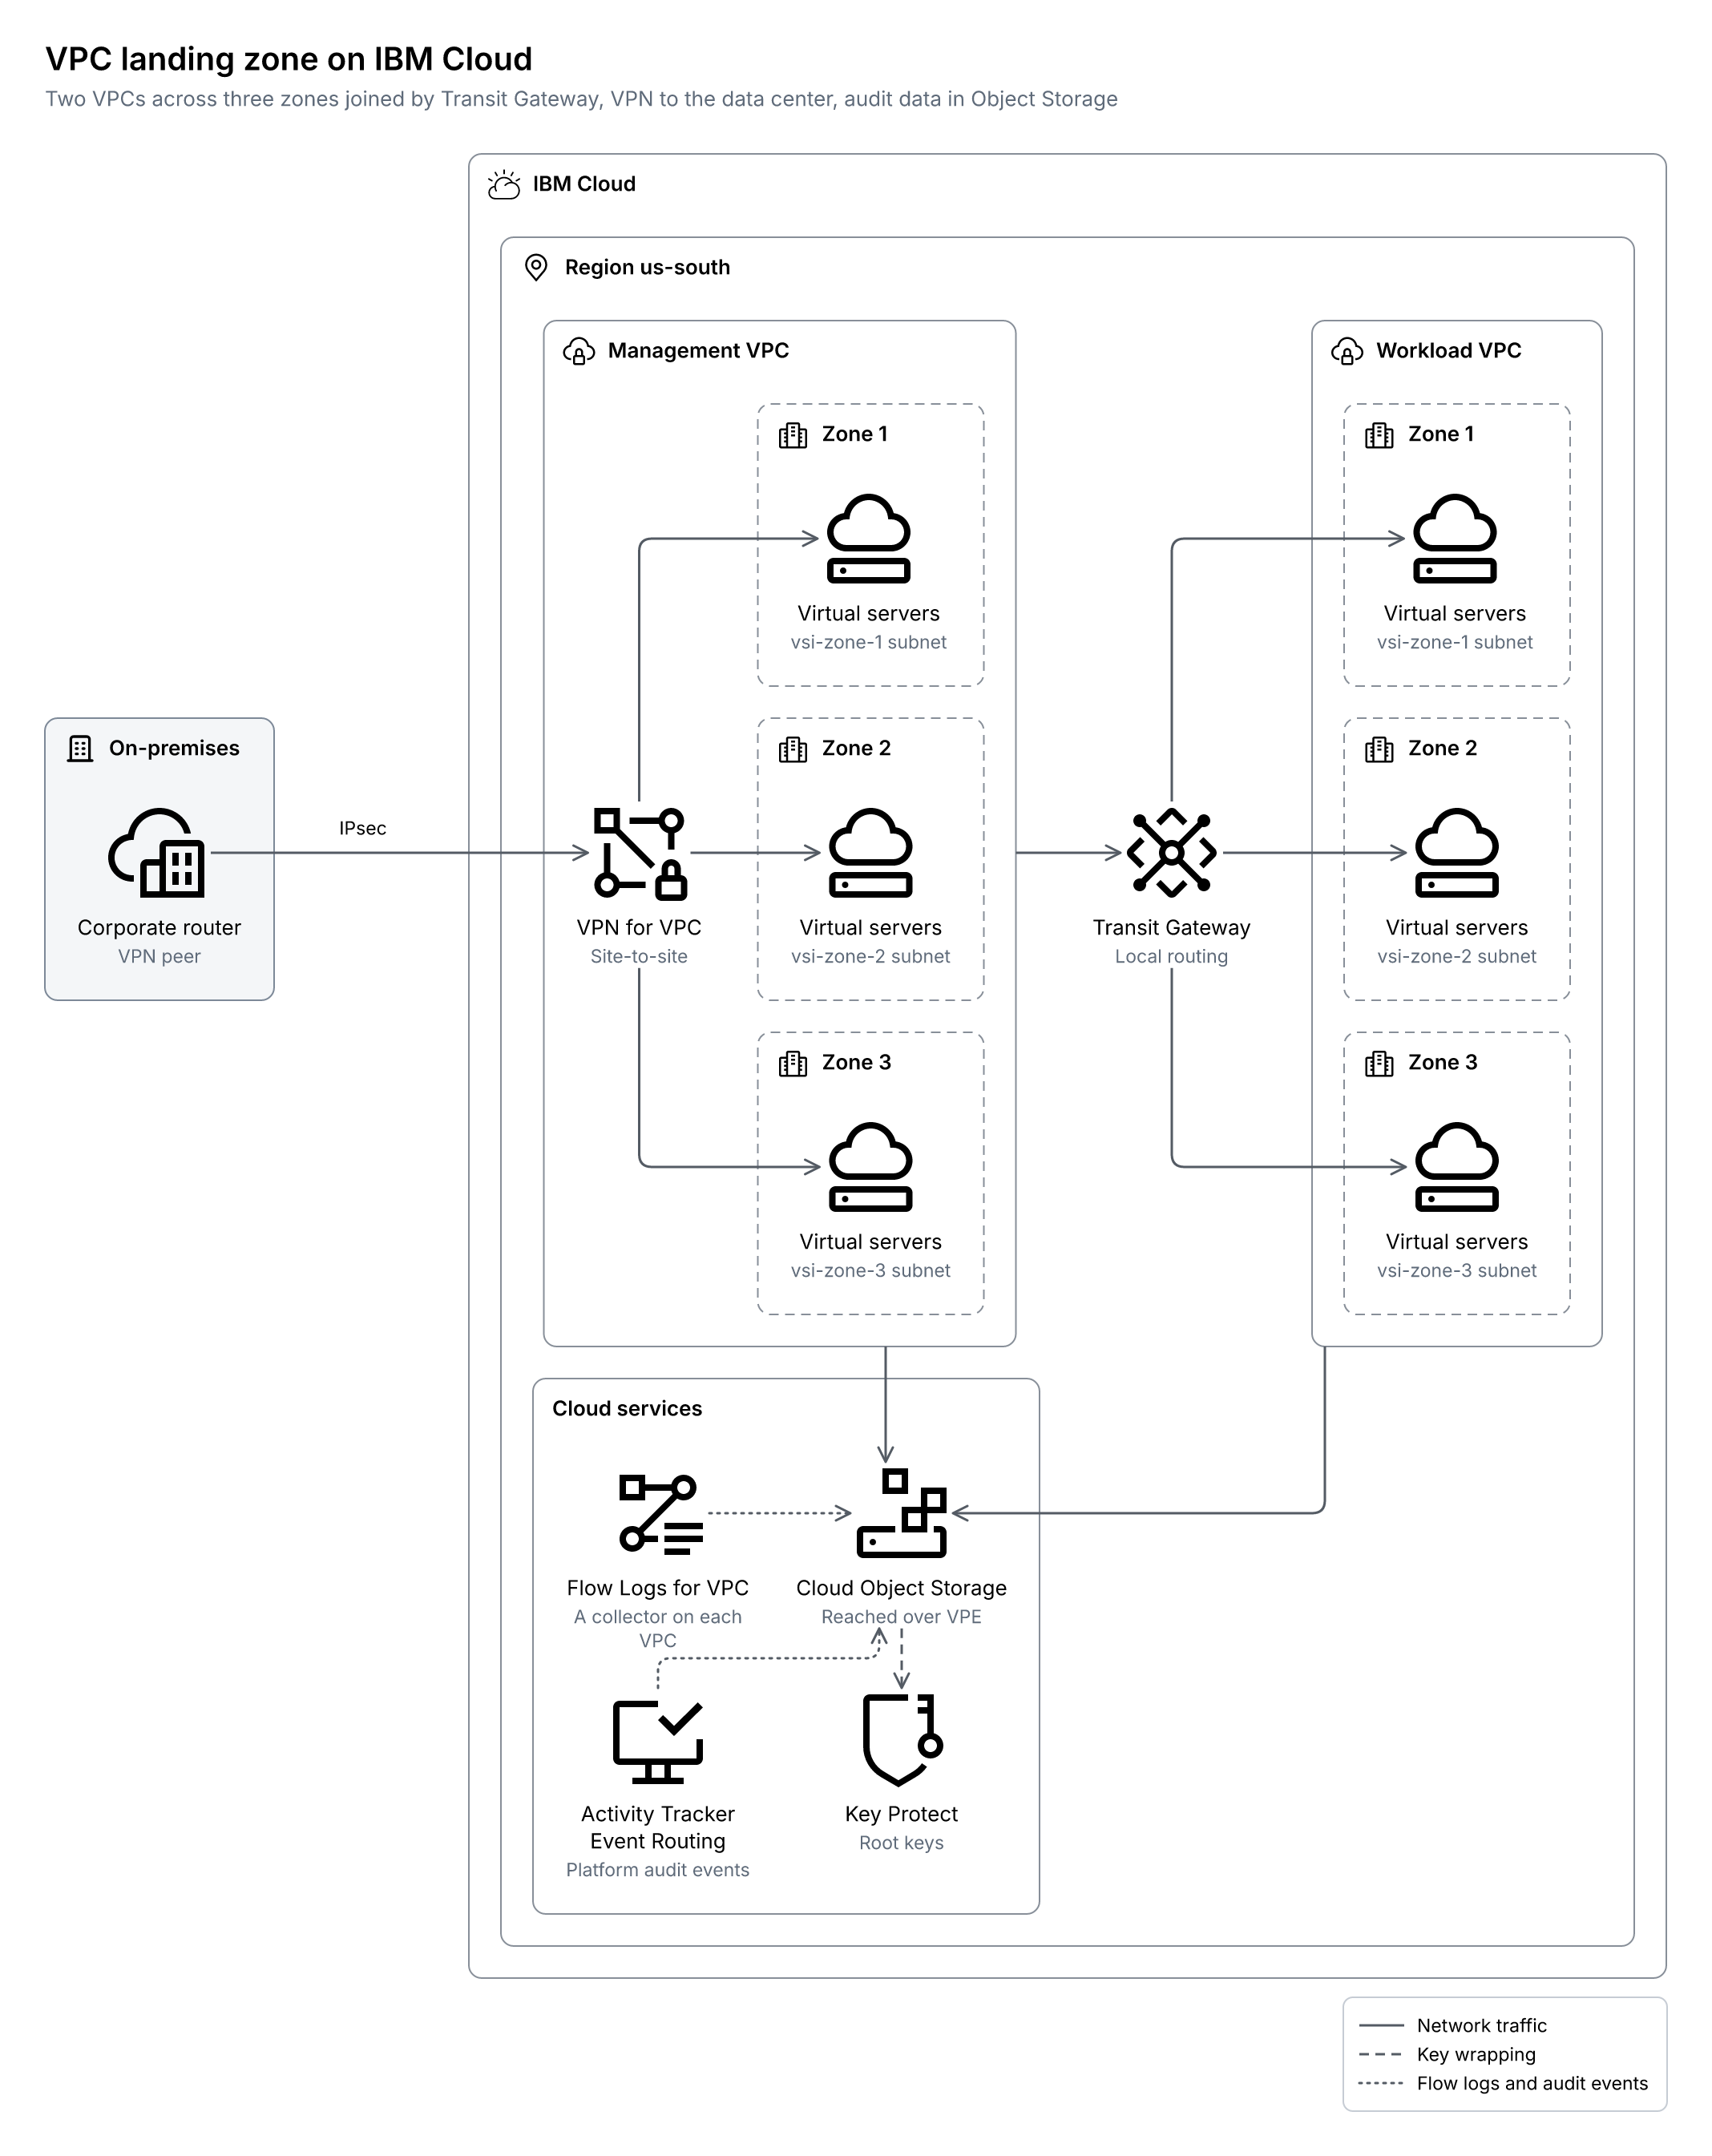 VPC landing zone on IBM Cloud
Two VPCs across three zones joined by Transit Gateway, VPN to the data center, audit data in Object Storage
IBM Cloud
Region us-south
Management VPC
Workload VPC
Zone 1
Virtual servers
vsi-zone-1 subnet
Zone 1
Virtual servers
vsi-zone-1 subnet
On-premises
Corporate router
VPN peer
IPsec
VPN for VPC
Site-to-site
Zone 2
Virtual servers
vsi-zone-2 subnet
Transit Gateway
Local routing
Zone 2
Virtual servers
vsi-zone-2 subnet
Zone 3
Virtual servers
vsi-zone-3 subnet
Zone 3
Virtual servers
vsi-zone-3 subnet
Cloud services
Flow Logs for VPC
A collector on each
VPC
Cloud Object Storage
Reached over VPE
Activity Tracker
Event Routing
Platform audit events
Key Protect
Root keys
Network traffic
Key wrapping
Flow logs and audit events